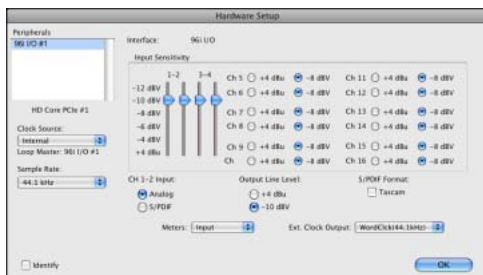 Hardware Setup
Peripherals
96i I/O #1
HD Core PCIe #1
Clock Source:
Internal
Loop Master: 96i I/O #1
Sample Rate:
44.1 kHz
Identify
Interface: 96i I/O
Input Sensitivity
1-2 3-4
-12 dBV
-10 dBV
-8 dBV
-6 dBV
-4 dBV
+4 dBu
Ch 5 +4 dBu -8 dBV Ch 11 +4 dBu -8 dBV
Ch 6 +4 dBu -8 dBV Ch 12 +4 dBu -8 dBV
Ch 7 +4 dBu -8 dBV Ch 13 +4 dBu -8 dBV
Ch 8 +4 dBu -8 dBV Ch 14 +4 dBu -8 dBV
Ch 9 +4 dBu -8 dBV Ch 15 +4 dBu -8 dBV
Ch +4 dBu -8 dBV Ch 16 +4 dBu -8 dBV
CH 1-2 Input:
Analog
S/PDIF
Output Line Level:
+4 dBu
-10 dBV
S/PDIF Format:
Tascam
Meters: Input
Ext. Clock Output: WordClck(44.1kHz)
OK